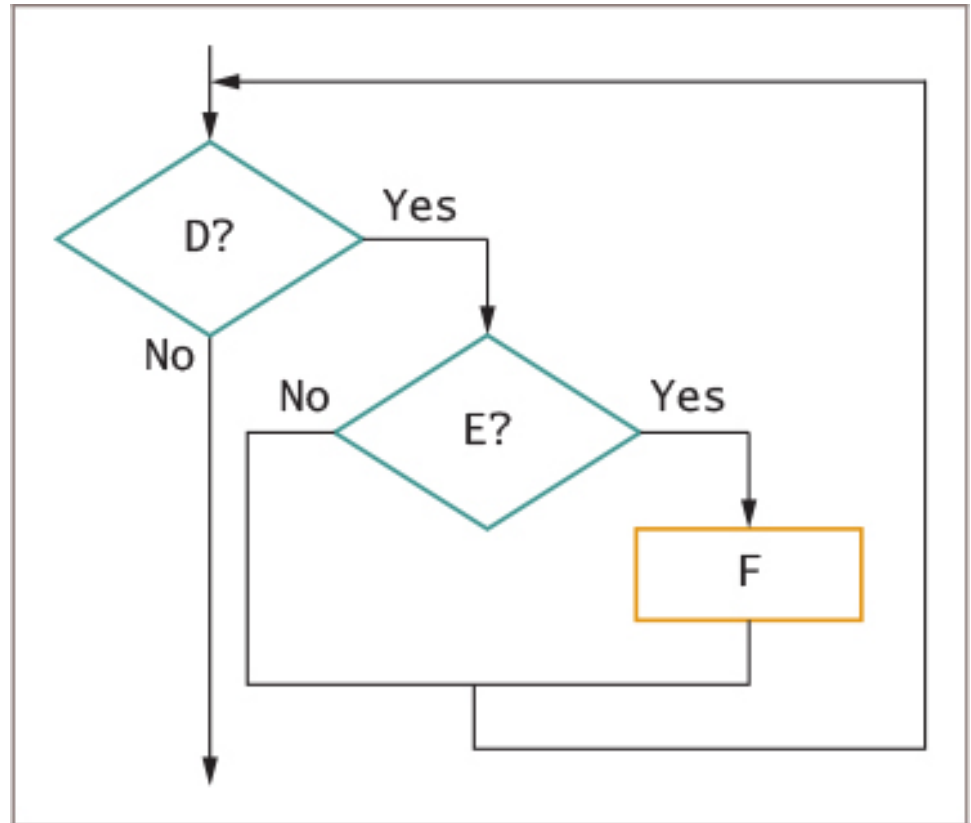 Yes
D?
No
No
Yes
E?
F